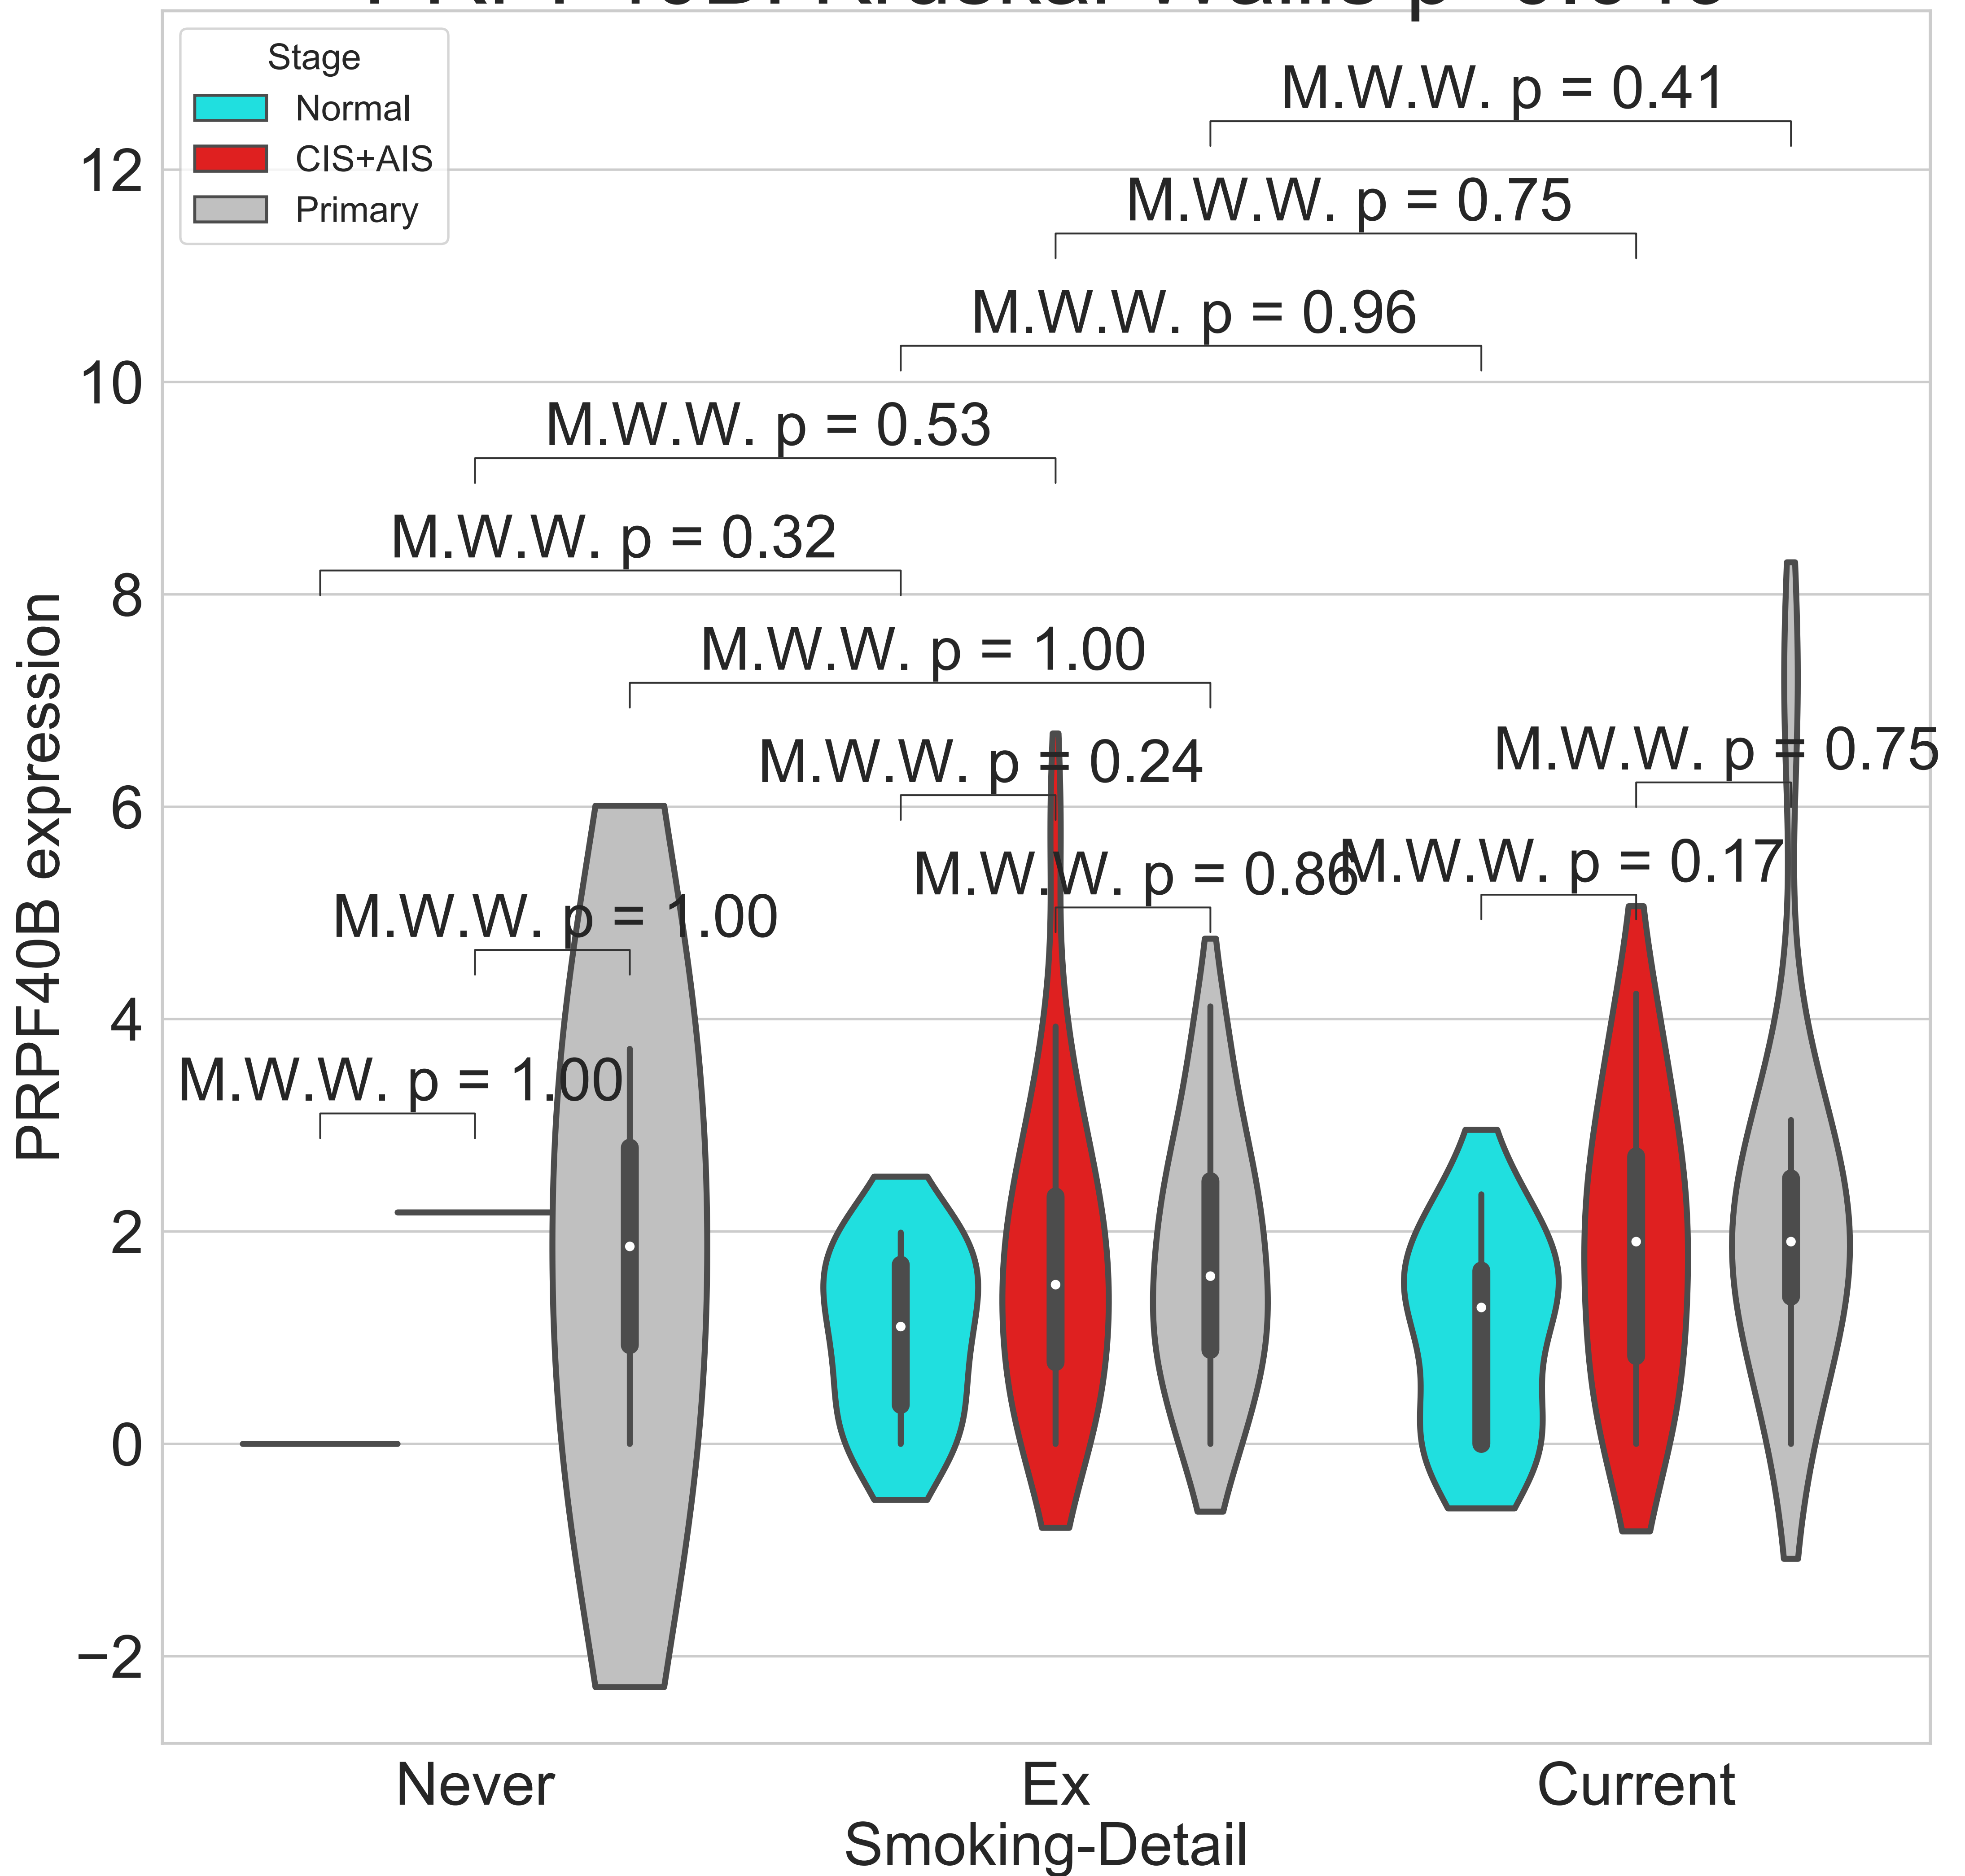 Stage
Normal
CIS+AIS
Primary
M.W.W. p = 0.41
M.W.W. p = 0.75
M.W.W. p = 0.96
M.W.W. p = 0.53
M.W.W. p = 0.32
M.W.W. p = 1.00
M.W.W. p = 0.24
M.W.W. p = 0.75
M.W.W. p = 0.86
M.W.W. p = 0.17
M.W.W. p = 1.00
M.W.W. p = 1.00
12
10
8
6
4
2
0
−2
PRPF40B expression
Never
Ex
Current
Smoking-Detail